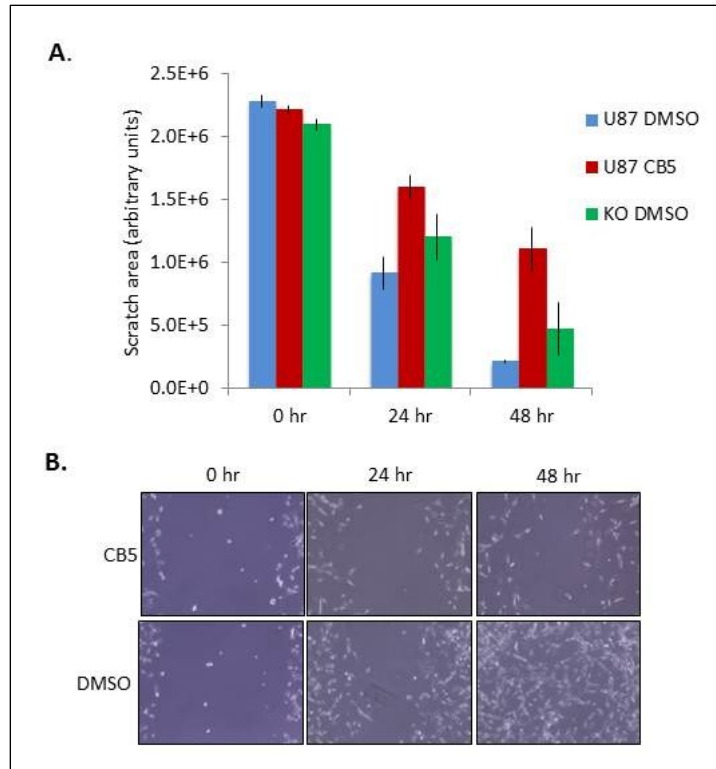 A.
Scratch area (arbitrary units)
2.5E+6
2.0E+6
1.5E+6
1.0E+6
5.0E+5
0.0E+0
0 hr
24 hr
48 hr
U87 DMSO
U87 CB5
KO DMSO
B.
0 hr
24 hr
48 hr
CB5
DMSO